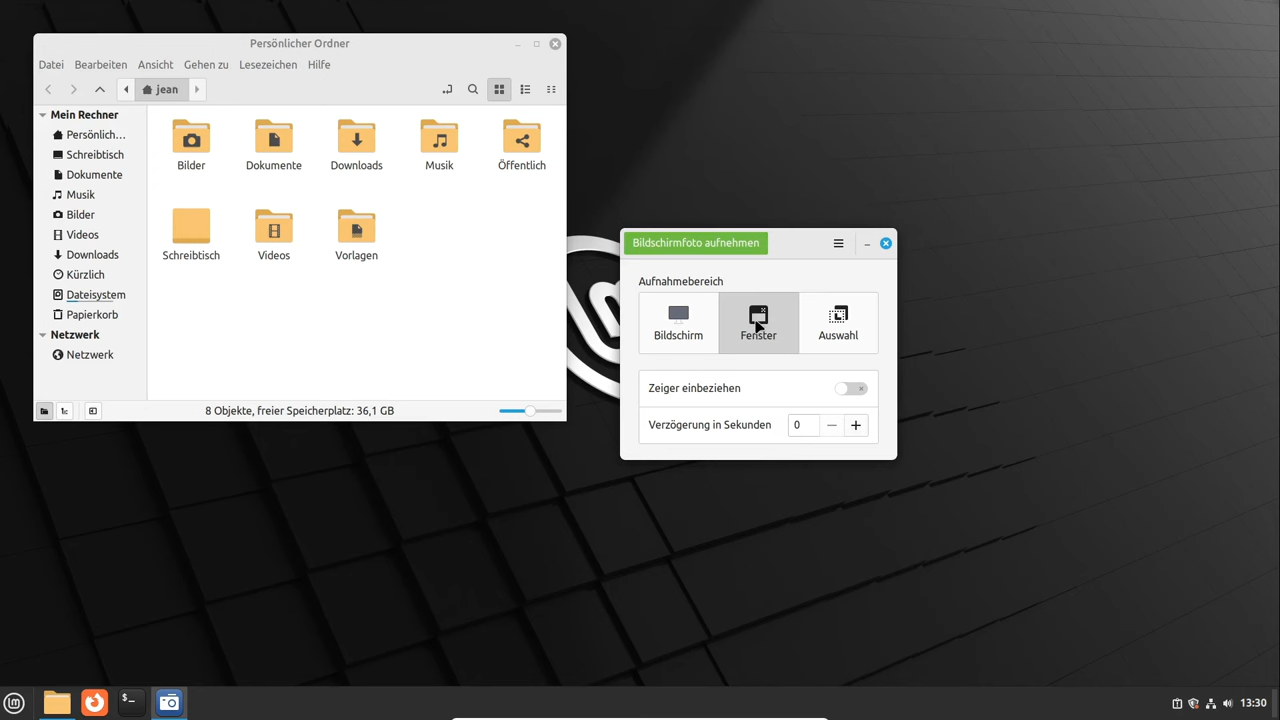 Persönlicher Ordner
Datei Bearbeiten Ansicht Gehen zu Lesezeichen Hilfe
jean
Mein Rechner
Persönlich…
Schreibtisch
Dokumente
Musik
Bilder
Videos
Downloads
Kürzlich
Dateisystem
Papierkorb
Netzwerk
Netzwerk
Bilder Dokumente Downloads Musik Öffentlich
Schreibtisch Videos Vorlagen
8 Objekte, freier Speicherplatz: 36,1 GB
Bildschirmfoto aufnehmen
Aufnahmebereich
Bildschirm Fenster Auswahl
Zeiger einbeziehen
Verzögerung in Sekunden 0
13:30